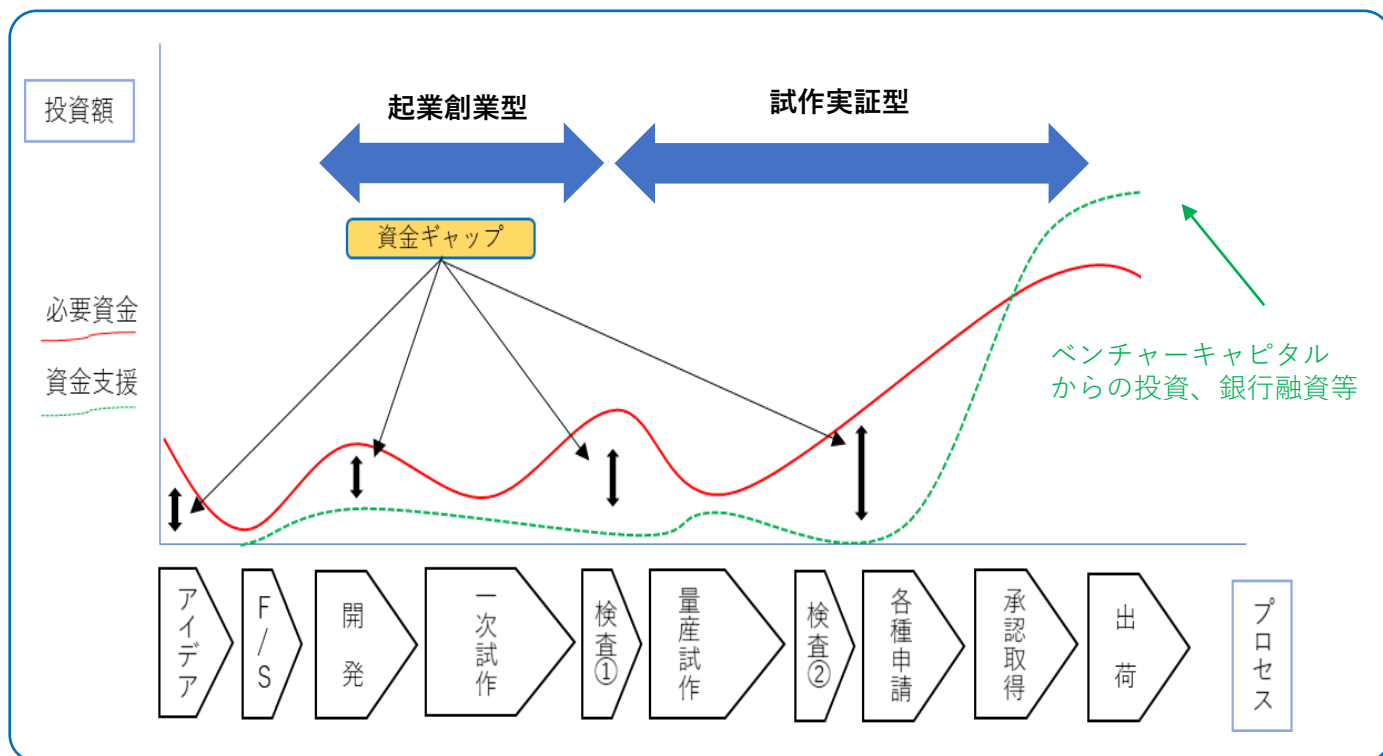 投資額
起業創業型
試作実証型
資金ギャップ
必要資金
資金支援
ベンチャーキャピタル
からの投資、銀行融資等
アイデア
F/S
開発
一次試作
検査①
量産試作
検査②
各種申請
承認取得
出荷
プロセス